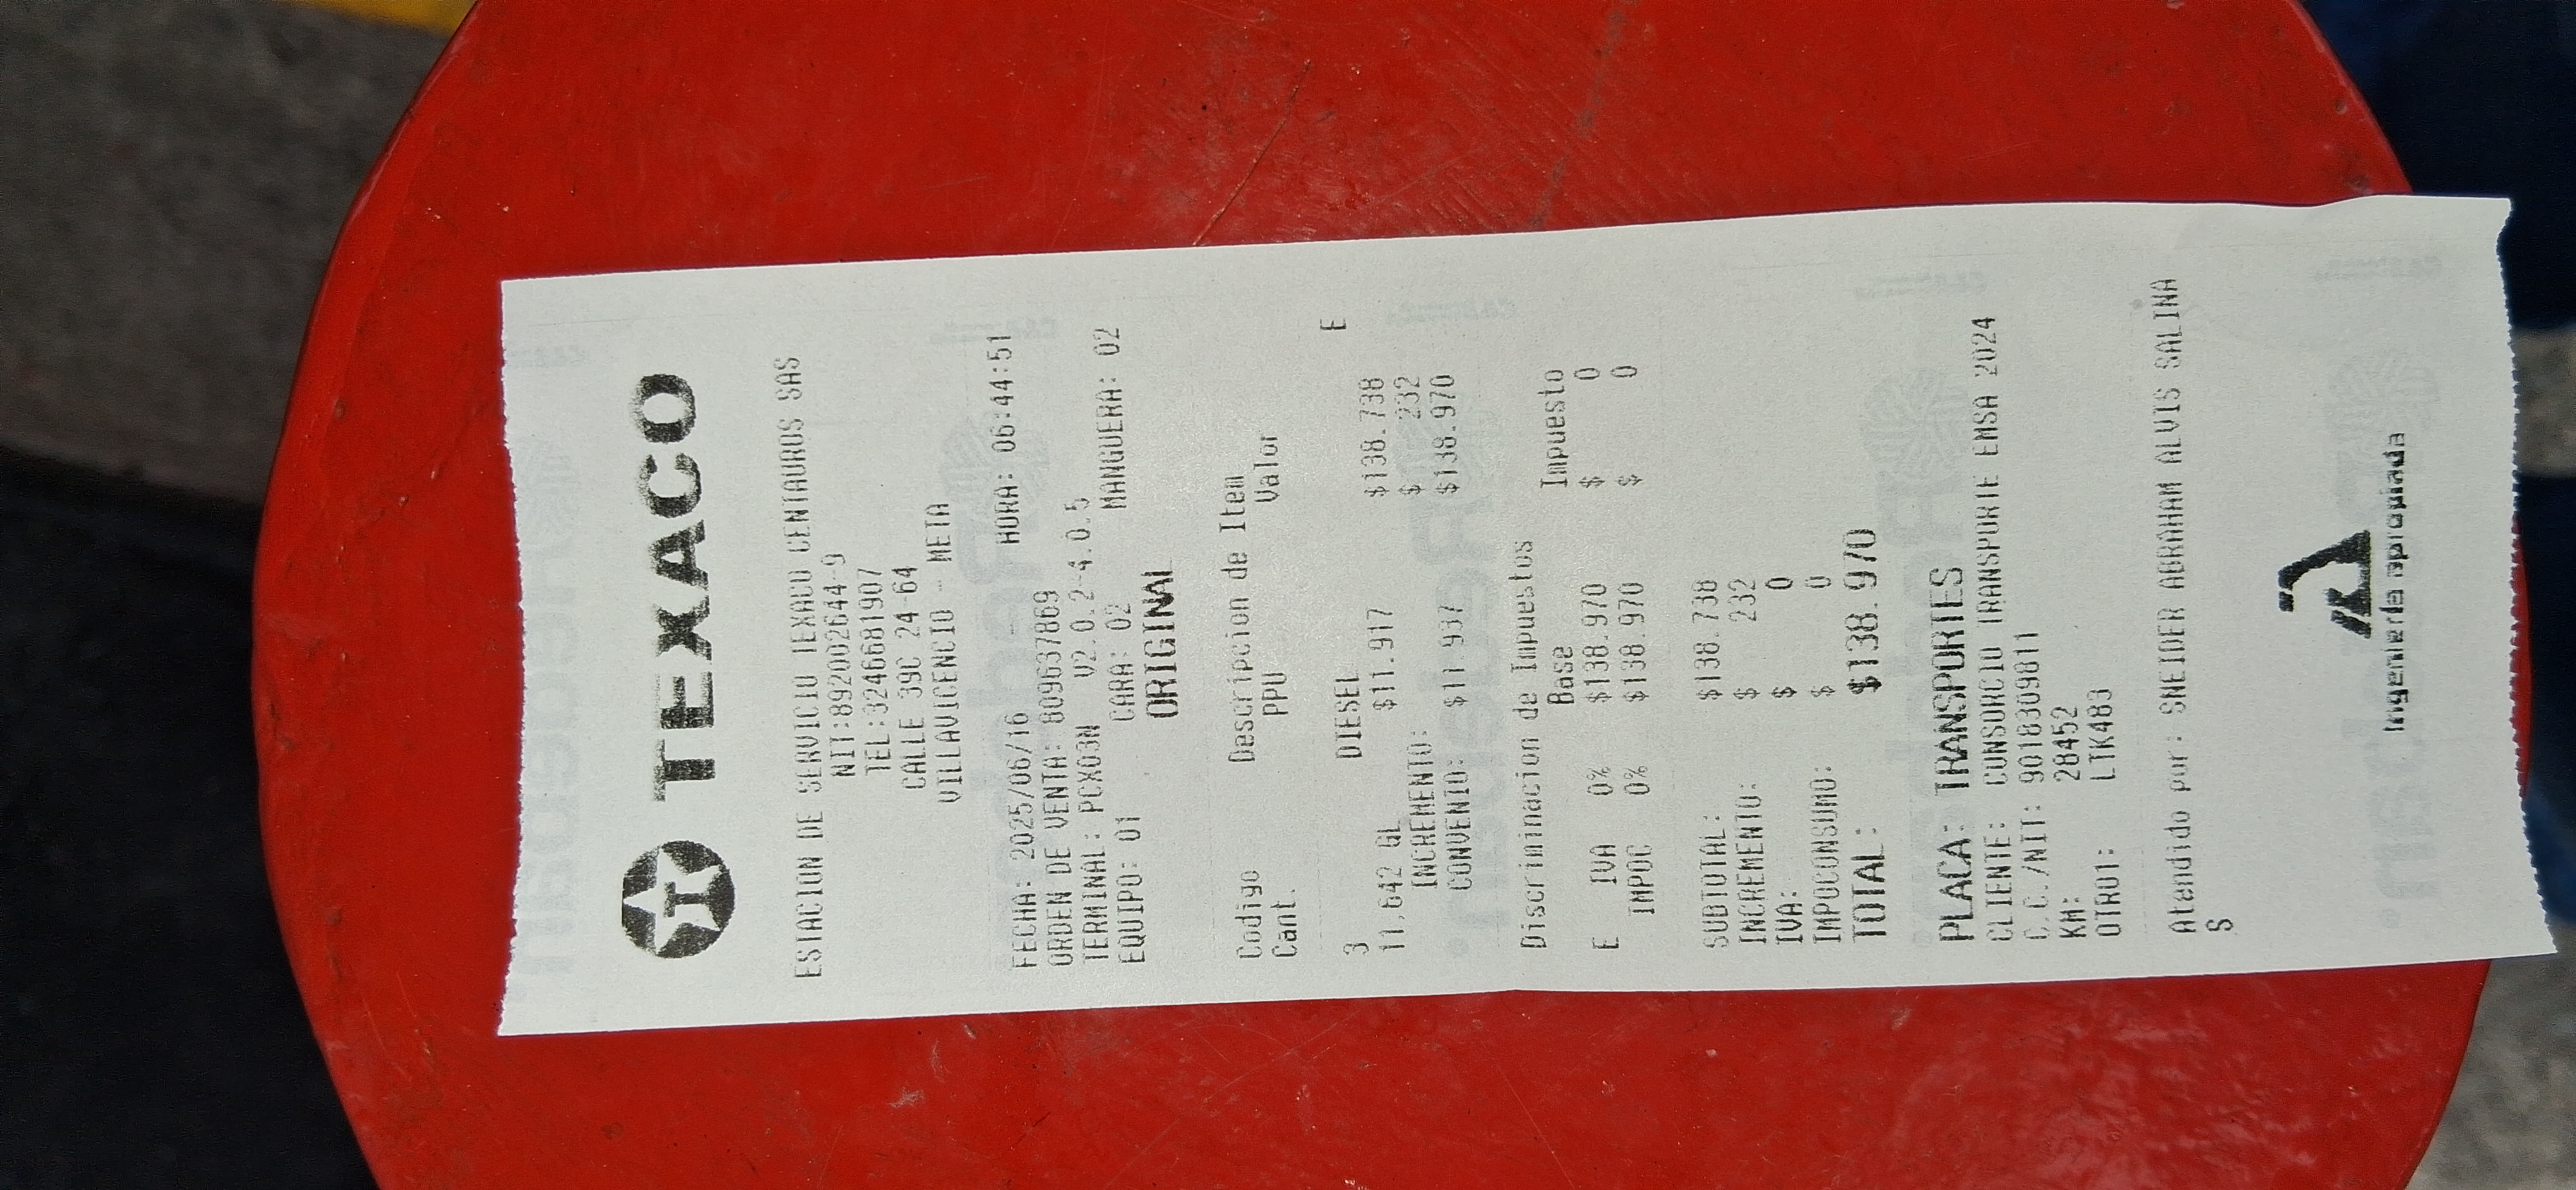 TEXACO
ESTACION DE SERVICIO TEXACO CENTAUROS SAS
NIT:892002644-9
TEL:3246681907
CALLE 39C 24-64
VILLAVICENCIO - META
FECHA: 2025/06/16 HORA: 06:44:51
ORDEN DE VENTA: 809637869
TERMINAL: PCX03N V2.0.2-4.0.5
EQUIPO: 01 CARA: 02 MANGUERA: 02
ORIGINAL
Codigo Descripcion de Item
Cant. PPU Valor
3 DIESEL E
11,642 GL $11.917 $138.738
INCREMENTO: $ 232
CONVENIO: $11 937 $138.970
Discriminacion de Impuestos
Base Impuesto
E IVA 0% $138.970 $ 0
IMPOC 0% $138.970 $ 0
SUBTOTAL: $138.738
INCREMENTO: $ 232
IVA: $ 0
IMPOCONSUMO: $ 0
TOTAL: $138.970
PLACA: TRANSPORTES
CLIENTE: CONSORCIO TRANSPORTE EMSA 2024
C.C./NIT: 9018309811
KM: 28452
OTRO1: LTK483
Atendido por: SNEIDER ABRAHAM ALVIS SALINA
S
Ingeniería apropiada